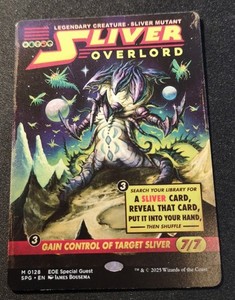 LEGENDARY CREATURE - SLIVER MUTANT
SLIVER
OVERLORD
3
SEARCH YOUR LIBRARY FOR
A SLIVER CARD,
REVEAL THAT CARD,
PUT IT INTO YOUR HAND,
THEN SHUFFLE
3
GAIN CONTROL OF TARGET SLIVER
7/7
M 0128 EOE Special Guest
SPG • EN JAMES BOUSEMA
& © 2025 Wizards of the Coast